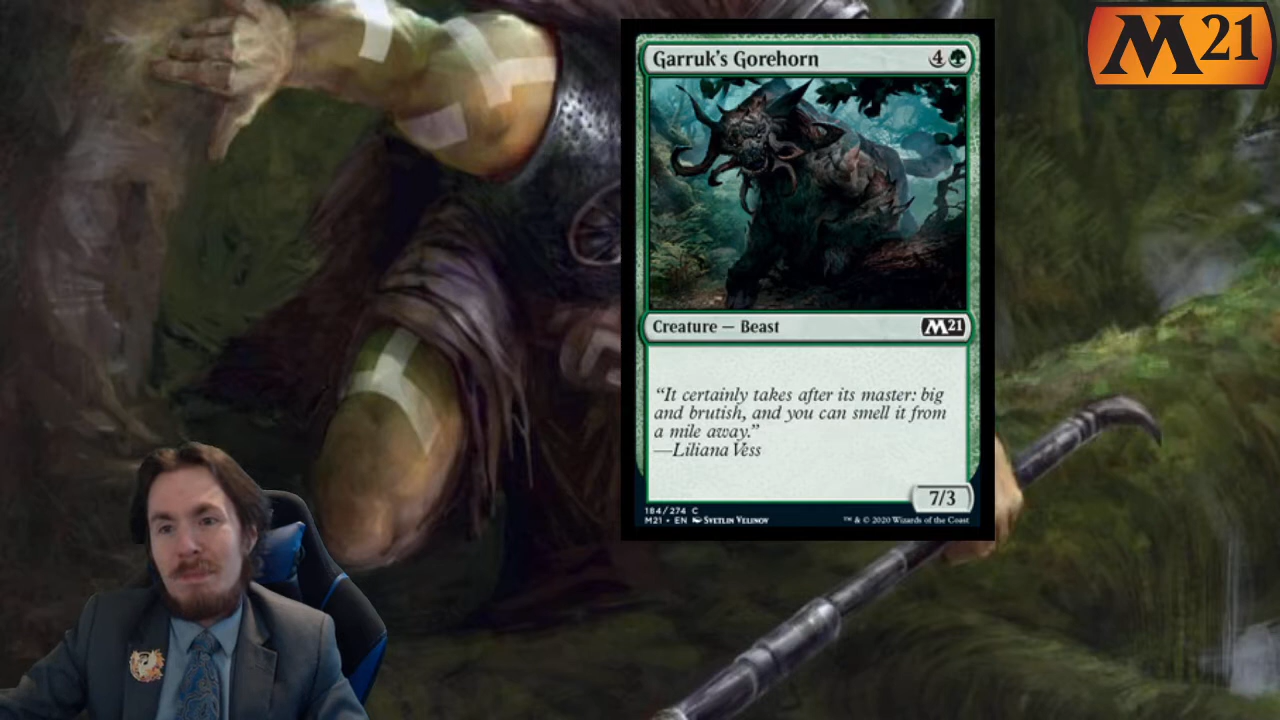 M21
Garruk's Gorehorn
4
Creature — Beast
M21
“It certainly takes after its master: big
and brutish, and you can smell it from
a mile away.”
—Liliana Vess
7/3
184/274 C
M21 • EN Svetlin Velinov
™ & © 2020 Wizards of the Coast